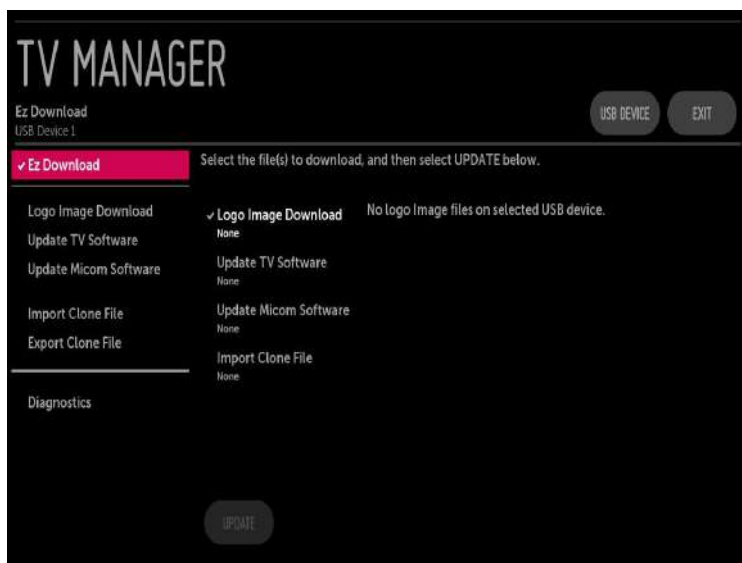 TV MANAGER
Ez Download
USB Device 1
USB DEVICE
EXIT
Ez Download
Logo Image Download
Update TV Software
Update Micom Software
Import Clone File
Export Clone File
Diagnostics
Select the file(s) to download, and then select UPDATE below.
Logo Image Download
None
Update TV Software
None
Update Micom Software
None
Import Clone File
None
No logo Image files on selected USB device.
UPDATE